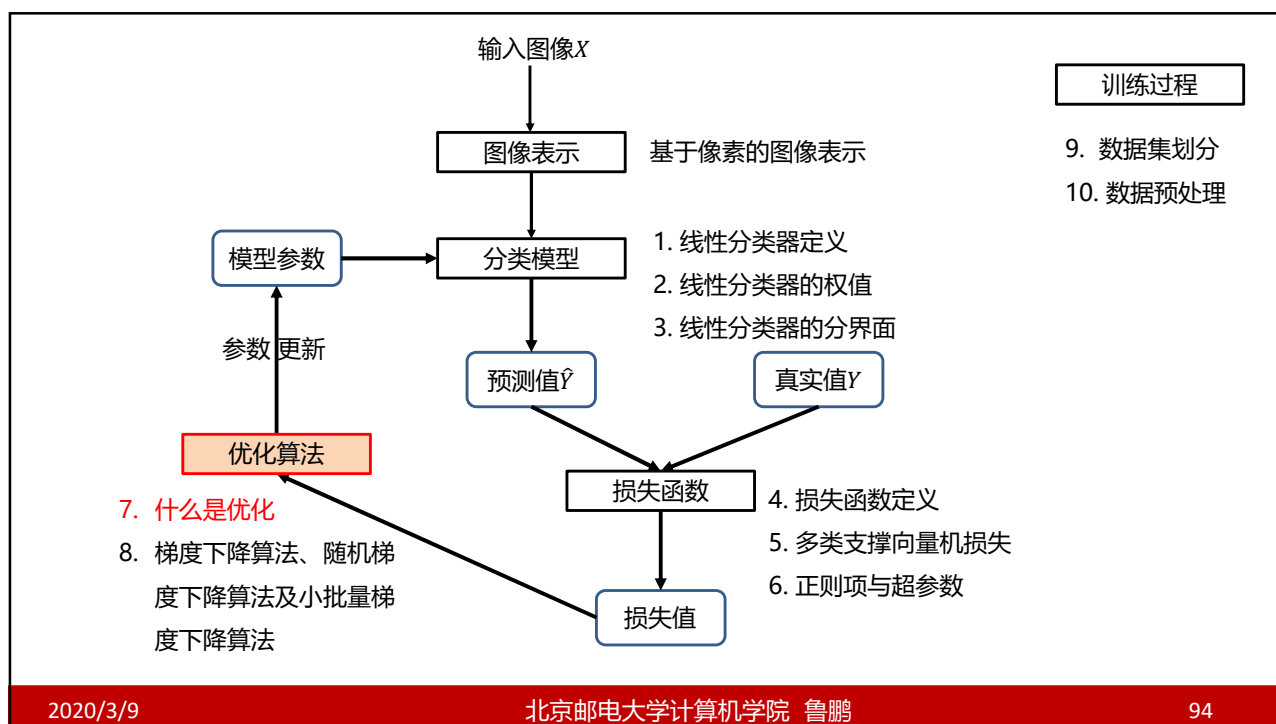 输入图像X
训练过程
图像表示
基于像素的图像表示
9. 数据集划分
10. 数据预处理
模型参数
分类模型
1. 线性分类器定义
2. 线性分类器的权值
3. 线性分类器的分界面
参数 更新
预测值Ŷ
真实值Y
优化算法
损失函数
7. 什么是优化
8. 梯度下降算法、随机梯
度下降算法及小批量梯
度下降算法
4. 损失函数定义
5. 多类支撑向量机损失
6. 正则项与超参数
损失值
2020/3/9
北京邮电大学计算机学院 鲁鹏
94